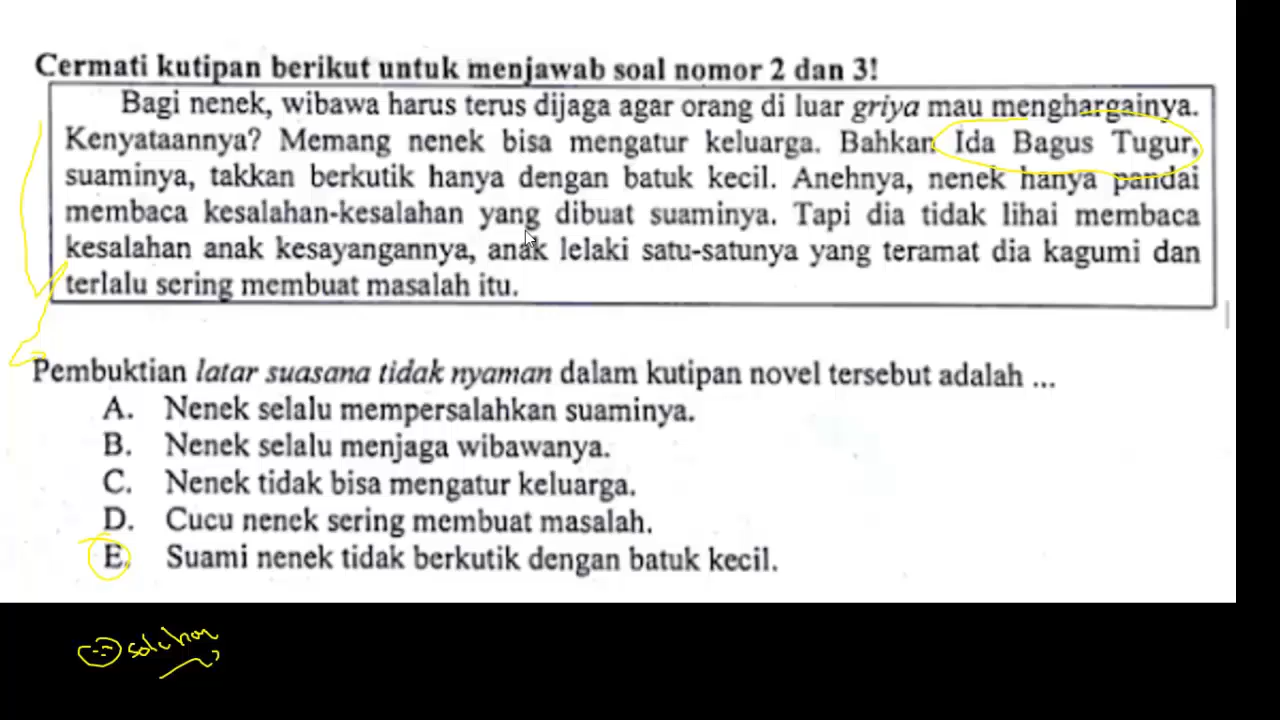 Cermati kutipan berikut untuk menjawab soal nomor 2 dan 3!
Bagi nenek, wibawa harus terus dijaga agar orang di luar griya mau menghargainya.
Kenyataannya? Memang nenek bisa mengatur keluarga. Bahkan Ida Bagus Tugur,
suaminya, takkan berkutik hanya dengan batuk kecil. Anehnya, nenek hanya pandai
membaca kesalahan-kesalahan yang dibuat suaminya. Tapi dia tidak lihai membaca
kesalahan anak kesayangannya, anak lelaki satu-satunya yang teramat dia kagumi dan
terlalu sering membuat masalah itu.
Pembuktian latar suasana tidak nyaman dalam kutipan novel tersebut adalah ...
A. Nenek selalu mempersalahkan suaminya.
B. Nenek selalu menjaga wibawanya.
C. Nenek tidak bisa mengatur keluarga.
D. Cucu nenek sering membuat masalah.
E. Suami nenek tidak berkutik dengan batuk kecil.